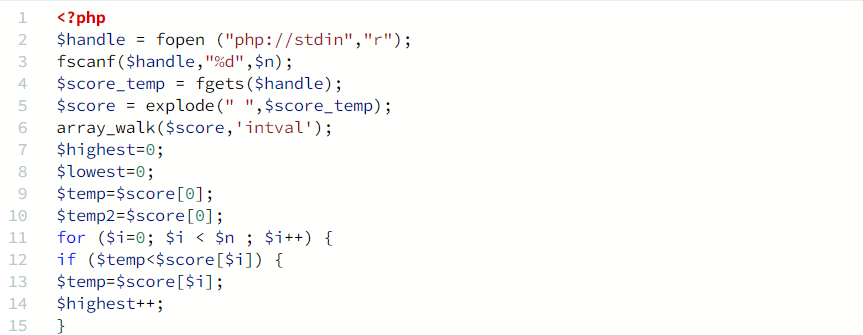 1 <?php
2 $handle = fopen ("php://stdin","r");
3 fscanf($handle,"%d",$n);
4 $score_temp = fgets($handle);
5 $score = explode(" ",$score_temp);
6 array_walk($score,'intval');
7 $highest=0;
8 $lowest=0;
9 $temp=$score[0];
10 $temp2=$score[0];
11 for ($i=0; $i < $n ; $i++) {
12 if ($temp<$score[$i]) {
13 $temp=$score[$i];
14 $highest++;
15 }